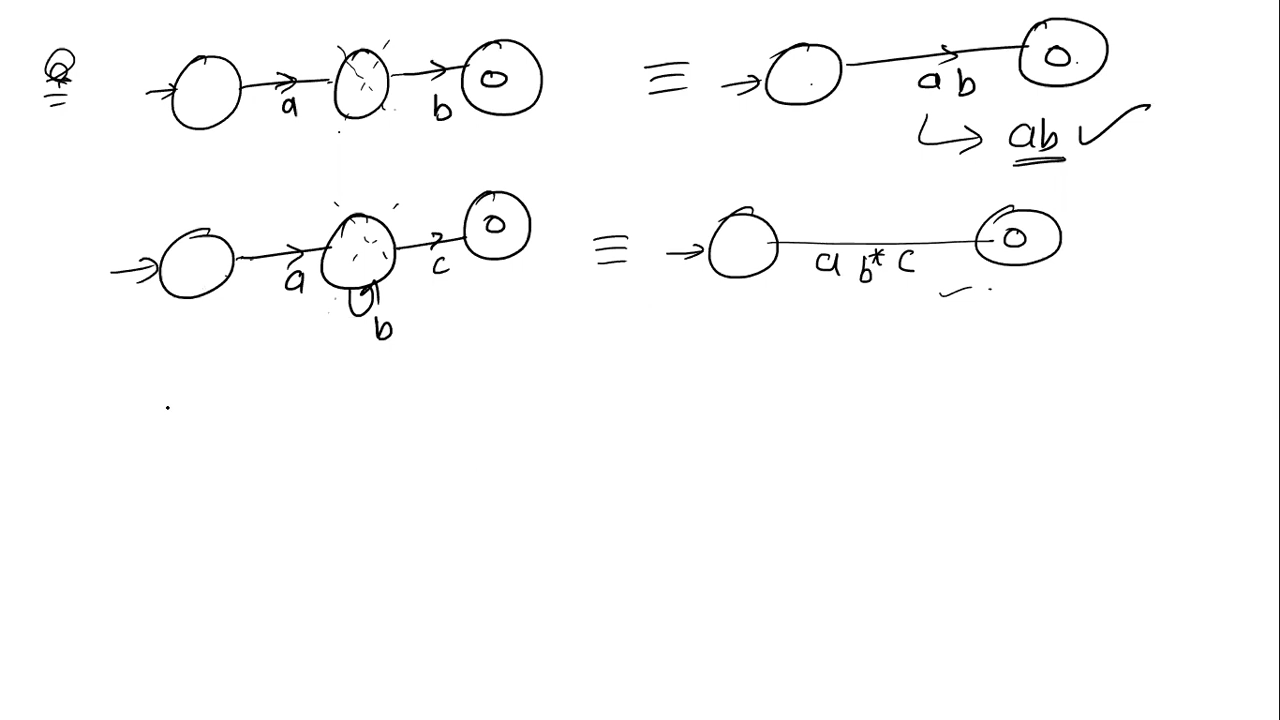 Q
a b ≡ a b
→ ab ✓
a c ≡ a b* c
b